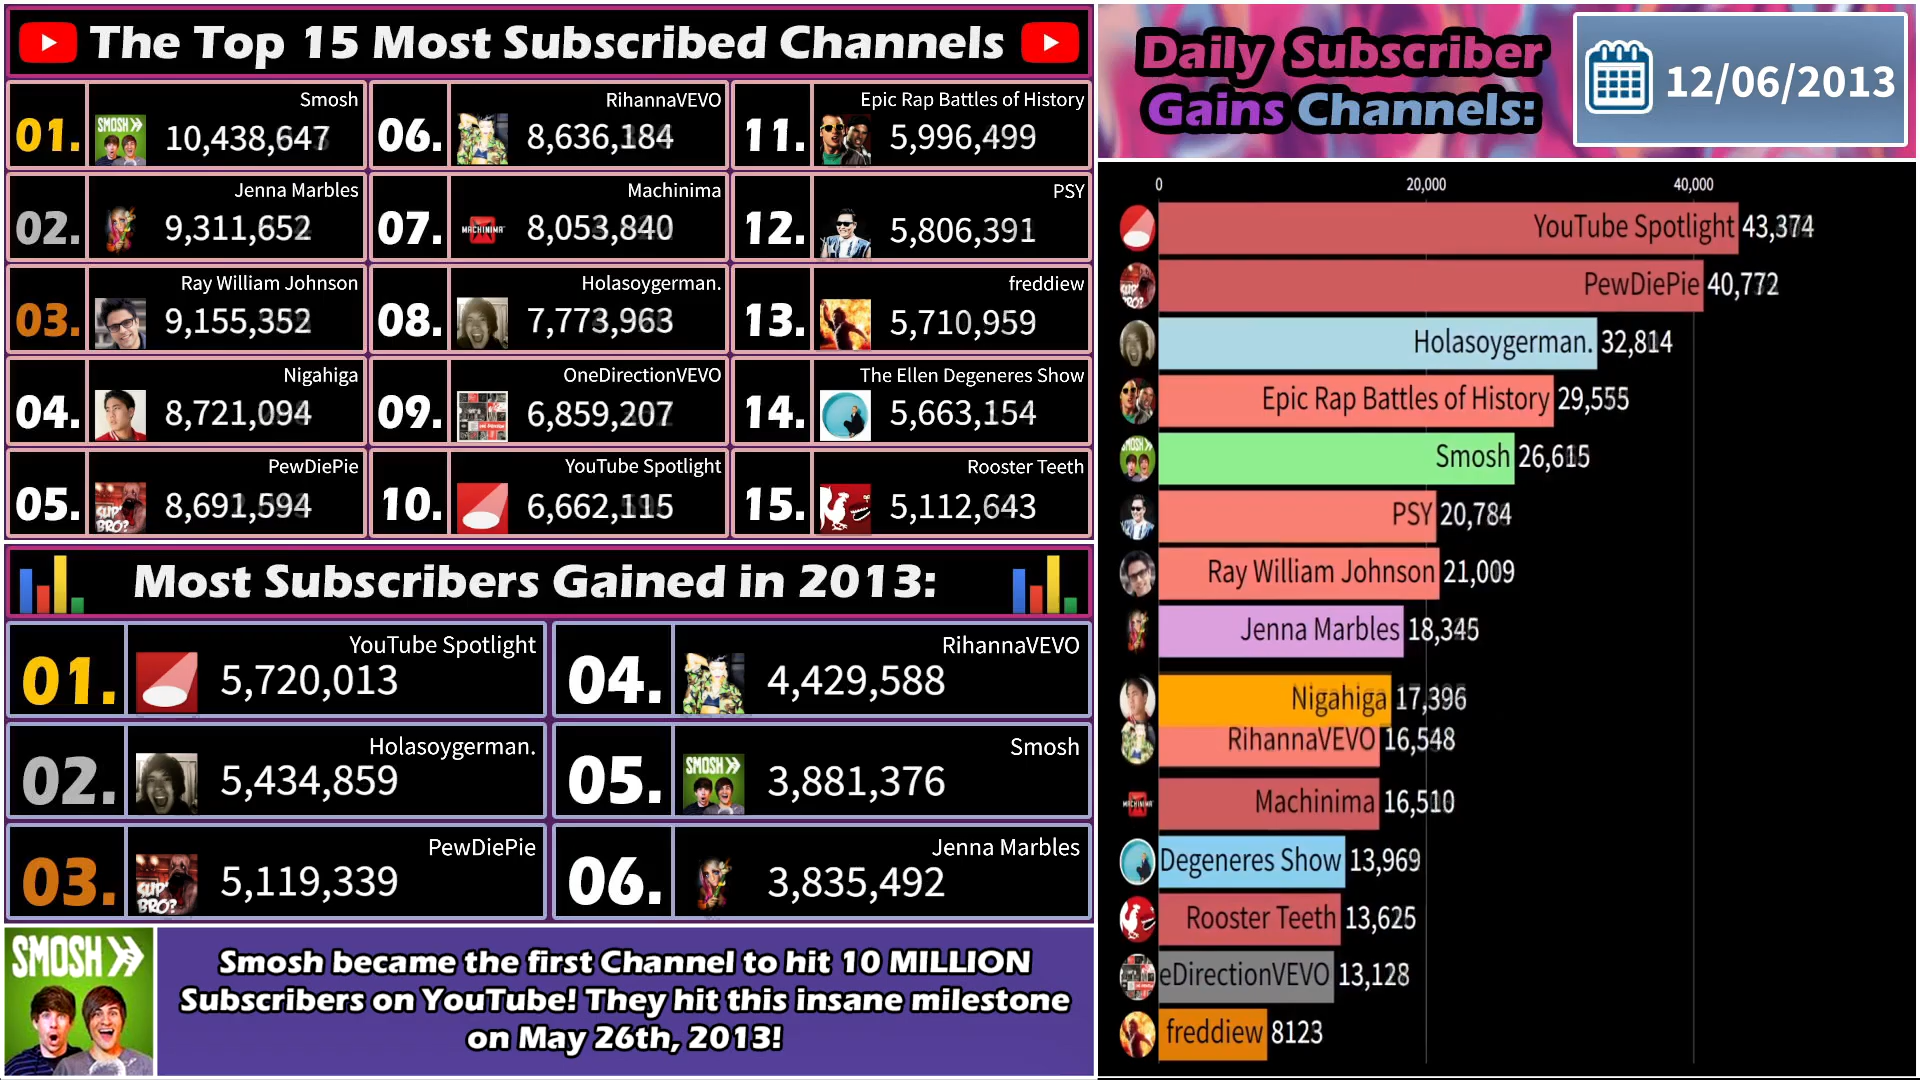 The Top 15 Most Subscribed Channels
01. Smosh 10,438,647
02. Jenna Marbles 9,311,652
03. Ray William Johnson 9,155,352
04. Nigahiga 8,721,094
05. PewDiePie 8,691,594
06. RihannaVEVO 8,636,184
07. Machinima 8,053,840
08. Holasoygerman. 7,773,963
09. OneDirectionVEVO 6,859,207
10. YouTube Spotlight 6,662,115
11. Epic Rap Battles of History 5,996,499
12. PSY 5,806,391
13. freddiew 5,710,959
14. The Ellen Degeneres Show 5,663,154
15. Rooster Teeth 5,112,643
Most Subscribers Gained in 2013:
01. YouTube Spotlight 5,720,013
02. Holasoygerman. 5,434,859
03. PewDiePie 5,119,339
04. RihannaVEVO 4,429,588
05. Smosh 3,881,376
06. Jenna Marbles 3,835,492
SMOSH
Smosh became the first Channel to hit 10 MILLION
Subscribers on YouTube! They hit this insane milestone
on May 26th, 2013!
Daily Subscriber
Gains Channels:
12/06/2013
0 20,000 40,000
YouTube Spotlight 43,374
PewDiePie 40,772
Holasoygerman. 32,814
Epic Rap Battles of History 29,555
Smosh 26,615
PSY 20,784
Ray William Johnson 21,009
Jenna Marbles 18,345
Nigahiga 17,396
RihannaVEVO 16,548
Machinima 16,510
Degeneres Show 13,969
Rooster Teeth 13,625
eDirectionVEVO 13,128
freddiew 8123